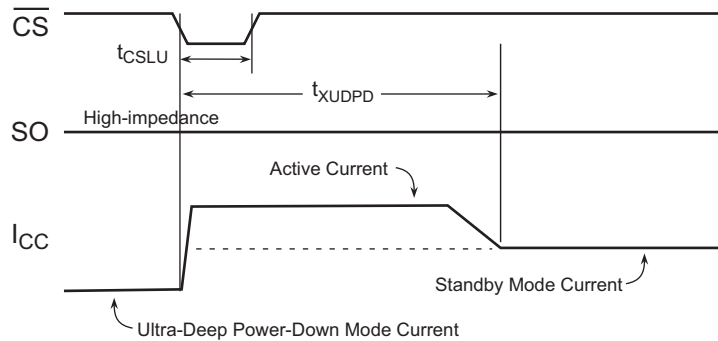 CS
tCSLU
tXUDPD
High-impedance
SO
Active Current
ICC
Standby Mode Current
Ultra-Deep Power-Down Mode Current